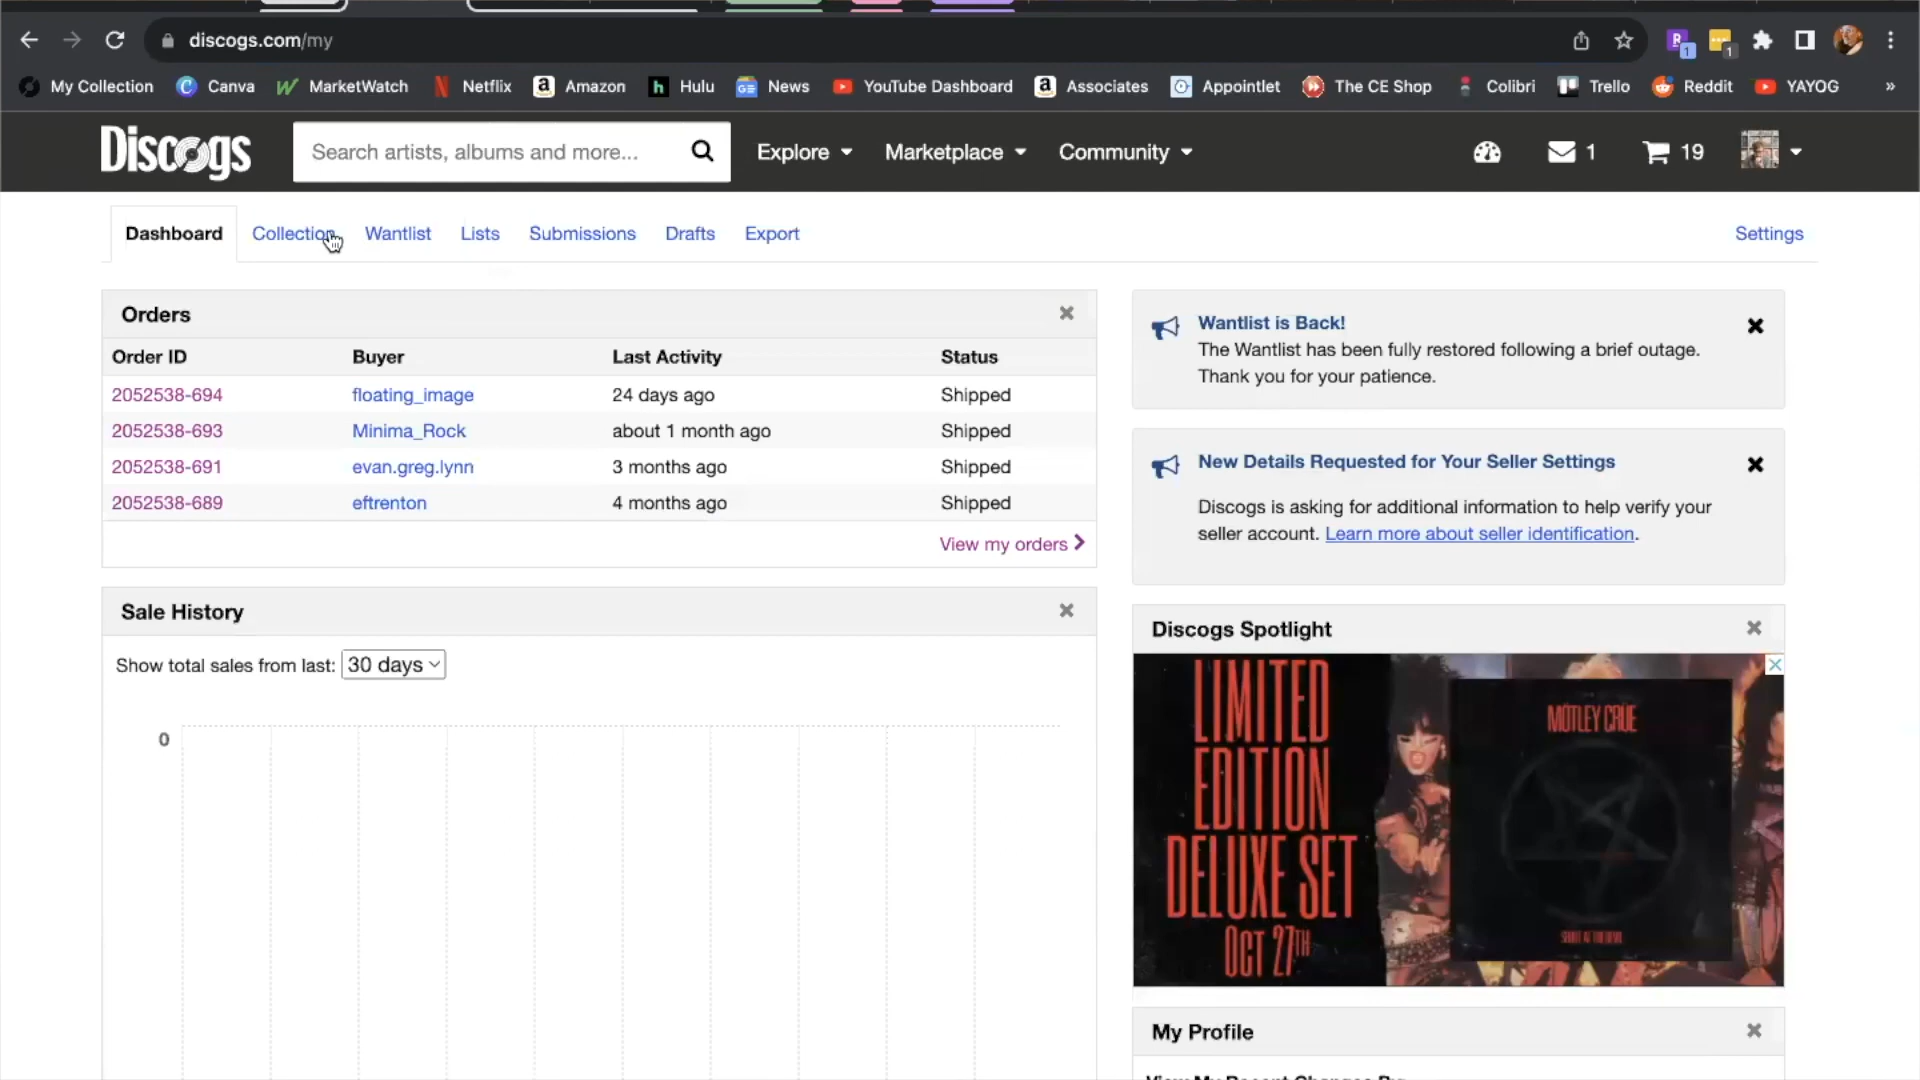 discogs.com/my
1
1
My Collection
Canva
MarketWatch
Netflix
Amazon
Hulu
News
YouTube Dashboard
Associates
Appointlet
The CE Shop
Colibri
Trello
Reddit
YAYOG
»
Discogs
Search artists, albums and more...
Explore
Marketplace
Community
1
19
Dashboard
Collection
Wantlist
Lists
Submissions
Drafts
Export
Settings
Orders
Order ID Buyer Last Activity Status
2052538-694 floating_image 24 days ago Shipped
2052538-693 Minima_Rock about 1 month ago Shipped
2052538-691 evan.greg.lynn 3 months ago Shipped
2052538-689 eftrenton 4 months ago Shipped
View my orders
Sale History
Show total sales from last: 30 days
0
Wantlist is Back!
The Wantlist has been fully restored following a brief outage.
Thank you for your patience.
New Details Requested for Your Seller Settings
Discogs is asking for additional information to help verify your
seller account. Learn more about seller identification.
Discogs Spotlight
LIMITED
EDITION
DELUXE SET
OCT 27TH
MÖTLEY CRÜE
SHOUT AT THE DEVIL
My Profile